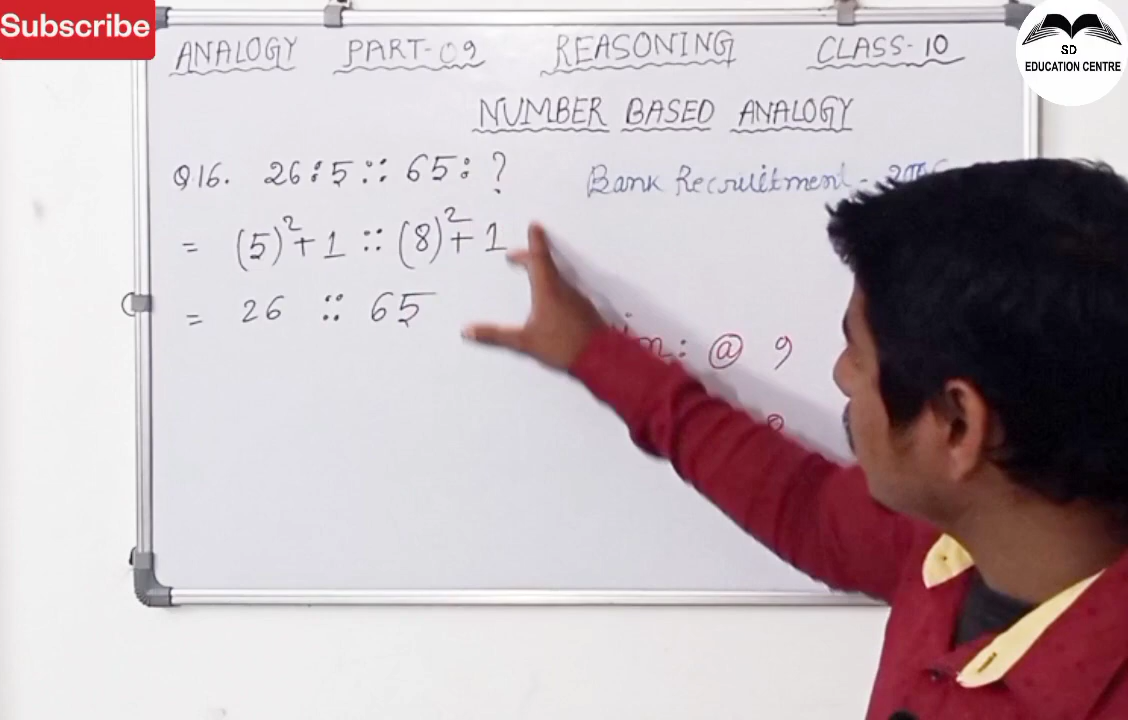 Subscribe
ANALOGY PART-09 REASONING CLASS-10
SD
EDUCATION CENTRE
NUMBER BASED ANALOGY
Q16. 26:5 :: 65: ?
Bank Recruitment -
= (5)²+1 :: (8)²+1
= 26 :: 65
: @ 9